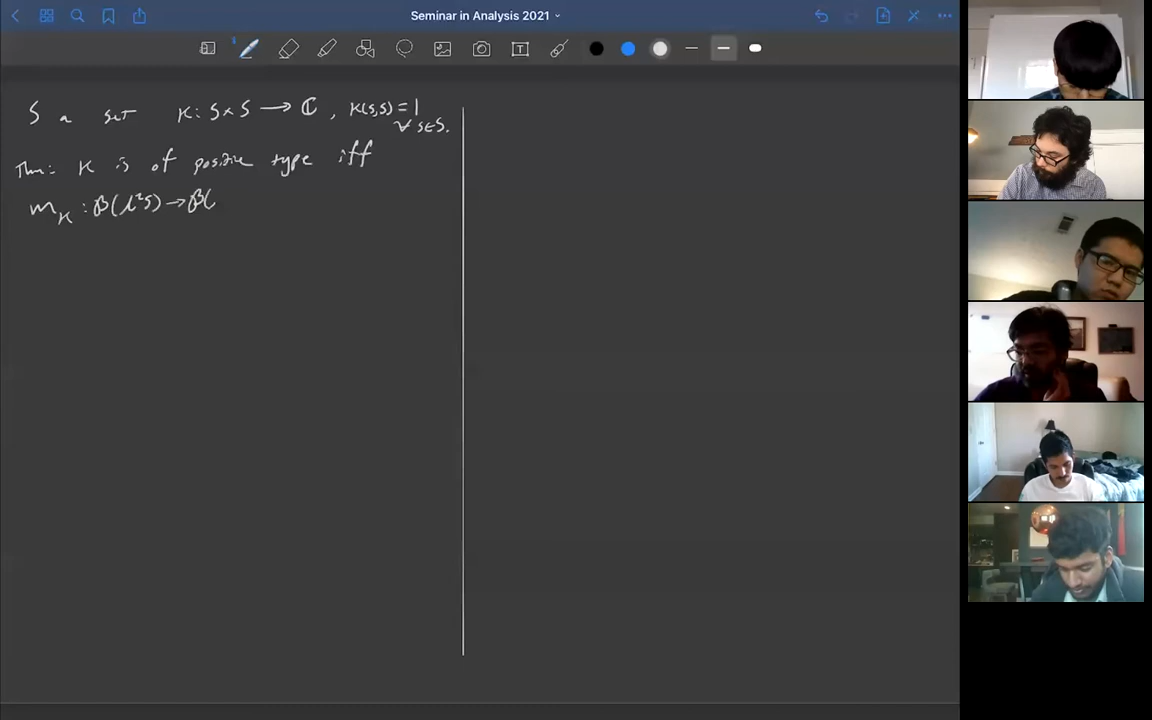 Seminar in Analysis 2021
S a set K: S×S → ℂ, K(s,s)=1
∀ s∈S.
Thm: K is of positive type iff
m_K : B(ℓ²S) → B(